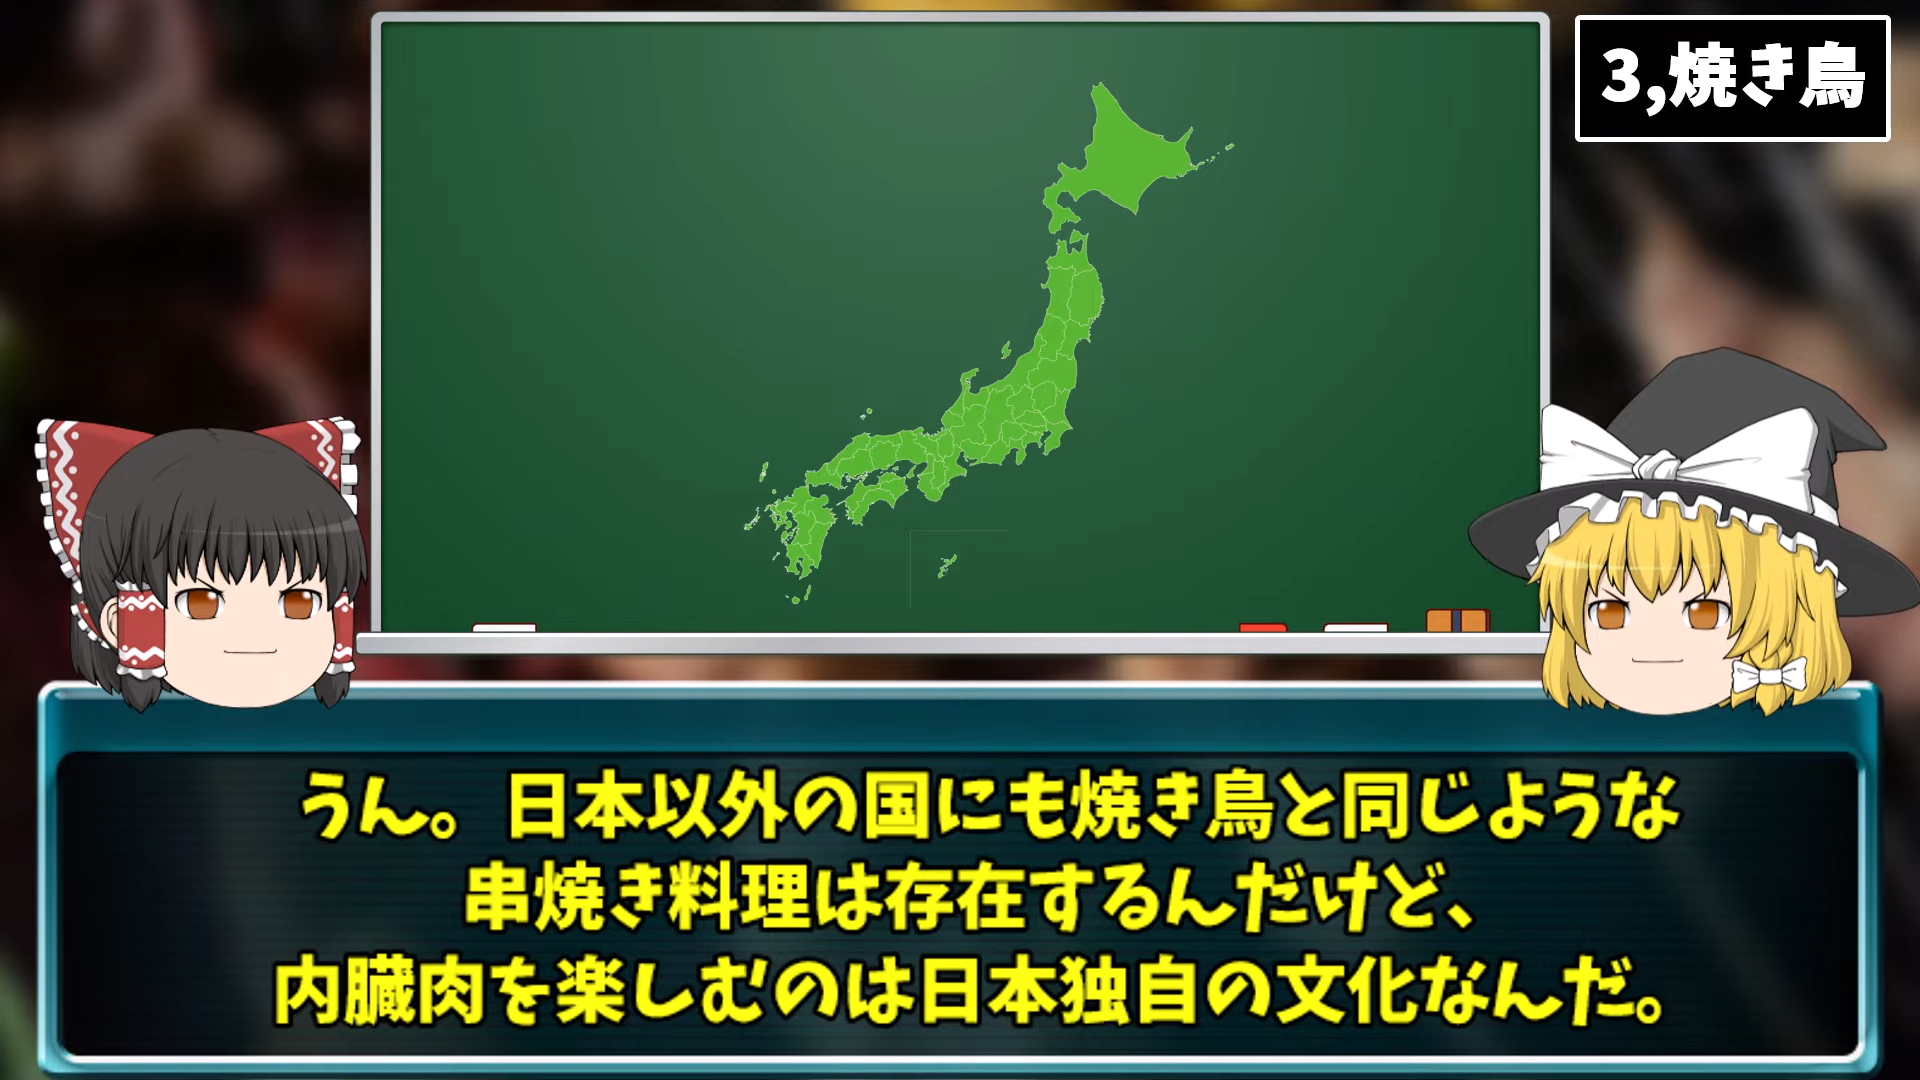 3,焼き鳥
うん。日本以外の国にも焼き鳥と同じような
串焼き料理は存在するんだけど、
内臓肉を楽しむのは日本独自の文化なんだ。